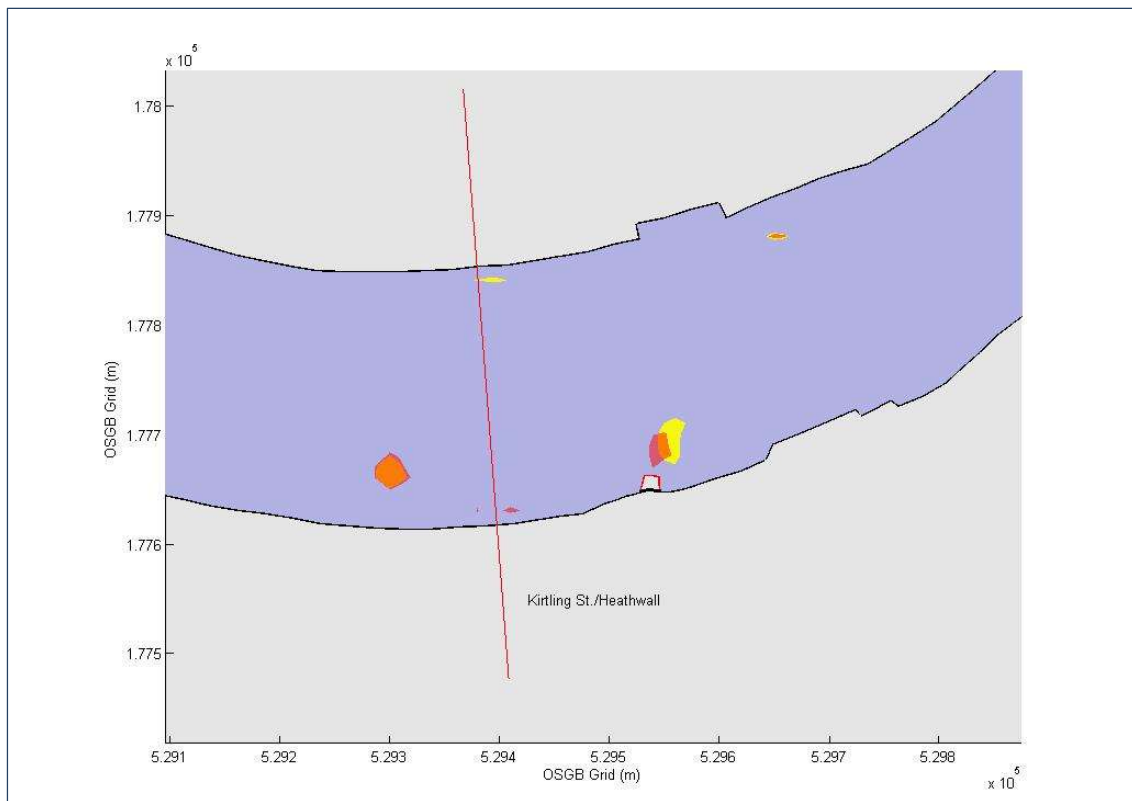 x 10^5
1.78
1.779
1.778
1.777
1.776
1.775
OSGB Grid (m)
Kirtling St./Heathwall
5.291 5.292 5.293 5.294 5.295 5.296 5.297 5.298
OSGB Grid (m)
x 10^5